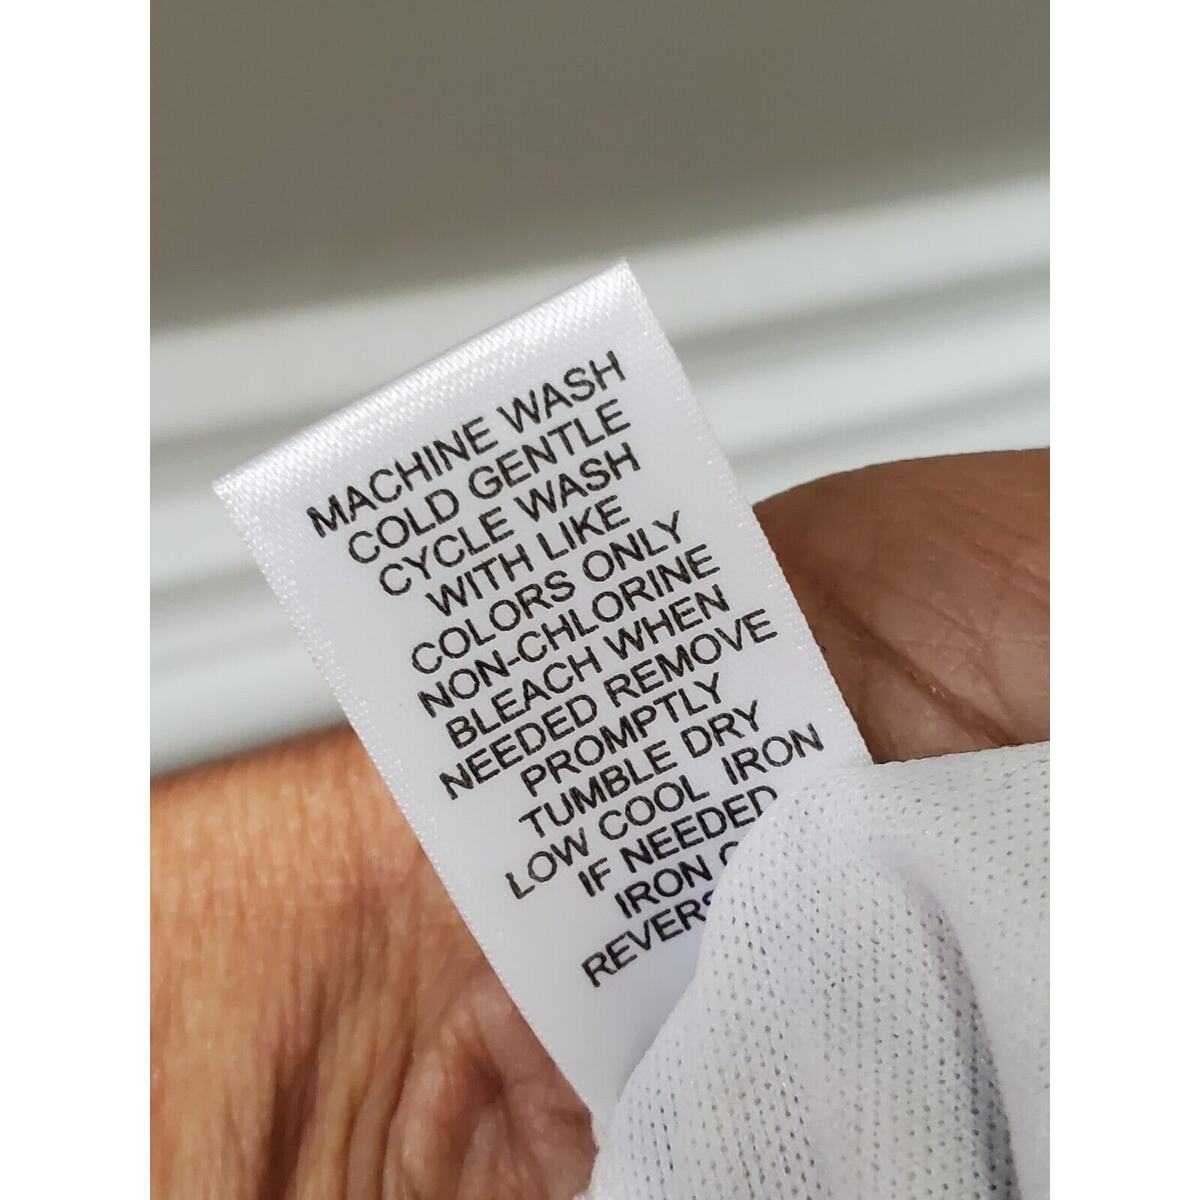 MACHINE WASH
COLD GENTLE
CYCLE WASH
WITH LIKE
COLORS ONLY
NON-CHLORINE
BLEACH WHEN
NEEDED REMOVE
PROMPTLY
TUMBLE DRY
LOW COOL IRON
IF NEEDED
IRON